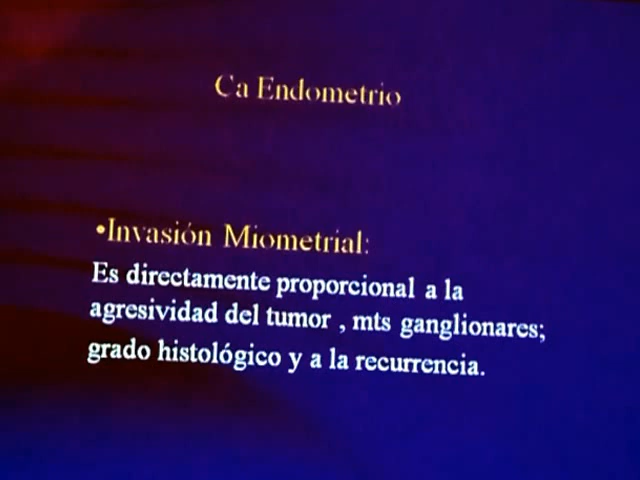 Ca Endometrio
•Invasión Miometrial:
Es directamente proporcional a la
agresividad del tumor , mts ganglionares;
grado histológico y a la recurrencia.